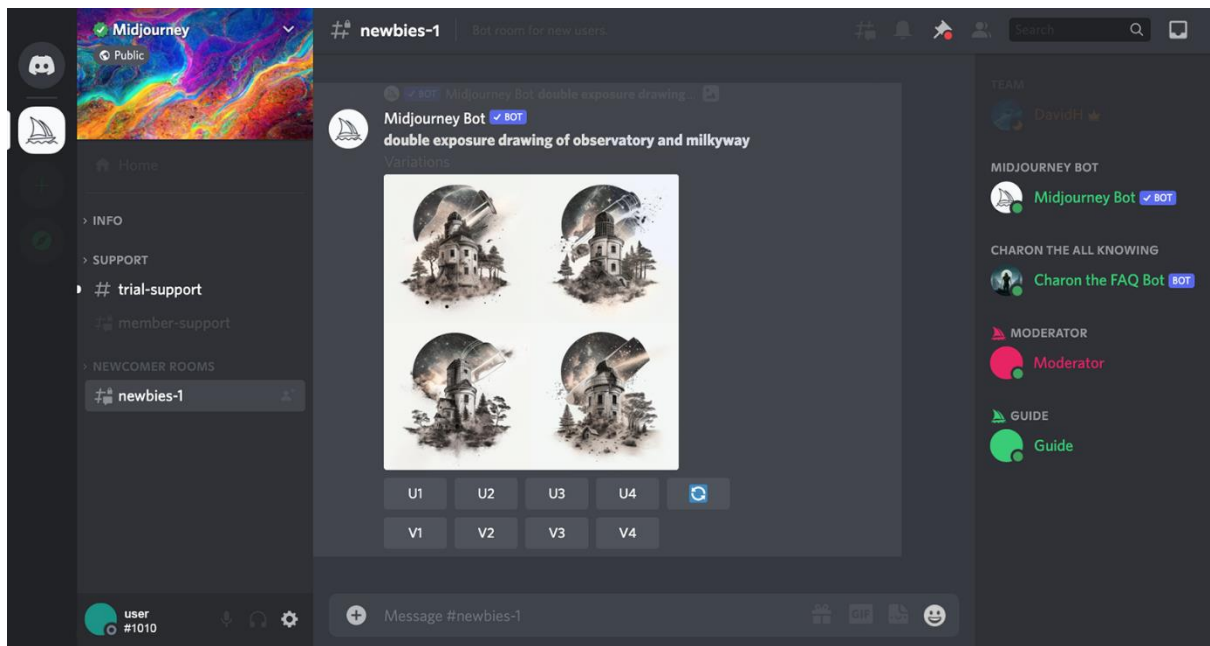 Midjourney
Public
Home
INFO
SUPPORT
trial-support
member-support
NEWCOMER ROOMS
newbies-1
user
#1010
newbies-1
Bot room for new users
Search
BOT Midjourney Bot double exposure drawing...
Midjourney Bot BOT
double exposure drawing of observatory and milkyway
Variations
U1 U2 U3 U4
V1 V2 V3 V4
Message #newbies-1
GIF
TEAM
DavidH
MIDJOURNEY BOT
Midjourney Bot BOT
CHARON THE ALL KNOWING
Charon the FAQ Bot BOT
MODERATOR
Moderator
GUIDE
Guide